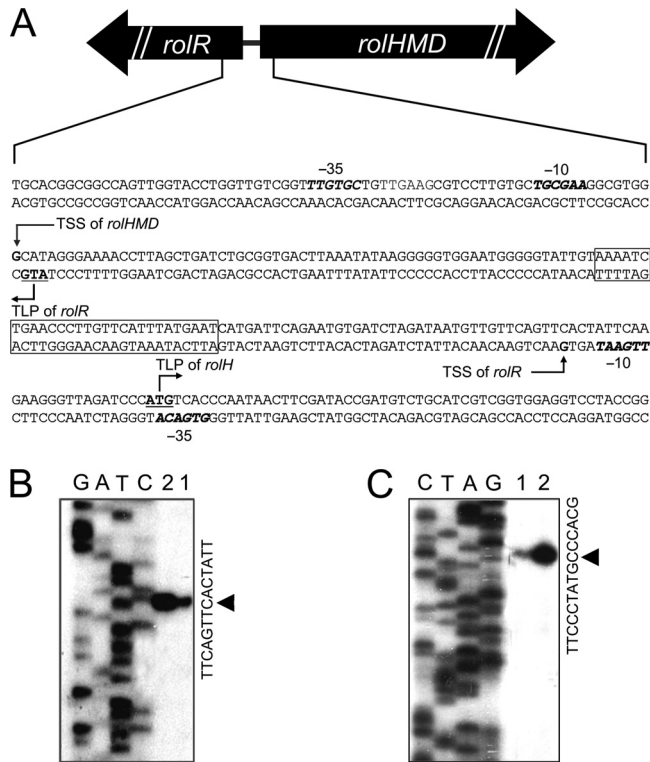 A
rolR
rolHMD
–35
–10
TGCACGGCGGCCAGTTGGTACCTGGTTGTCGGTTTGTGCTGTTGAAGCGTCCTTGTGCTGCGAAGGCGTGG
ACGTGCCGCCGGTCAACCATGGACCAACAGCCAAACACGACAACTTCGCAGGAACACGACGCTTCCGCACC
TSS of rolHMD
GCATAGGGAAAACCTTAGCTGATCTGCGGTGACTTAAATATAAGGGGGTGGAATGGGGGTATTGTAAAATC
CGTATCCCTTTTGGAATCGACTAGACGCCACTGAATTTATATTCCCCCACCTTACCCCCATAACATTTTAG
TLP of rolR
TGAACCCTTGTTCATTTATGAATCATGATTCAGAATGTGATCTAGATAATGTTGTTCAGTTCACTATTCAA
ACTTGGGAACAAGTAAATACTTAGTACTAAGTCTTACACTAGATCTATTACAACAAGTCAAGTGATAAGTT
TLP of rolH
TSS of rolR
–10
GAAGGGTTAGATCCCATGTCACCCAATAACTTCGATACCGATGTCTGCATCGTCGGTGGAGGTCCTACCGG
CTTCCCAATCTAGGGTACAGTGGGTTATTGAAGCTATGGCTACAGACGTAGCAGCCACCTCCAGGATGGCC
–35
B
G A T C 2 1
TTCAGTTCACTATT
C
C T A G 1 2
TTCCCTATGCCCACG